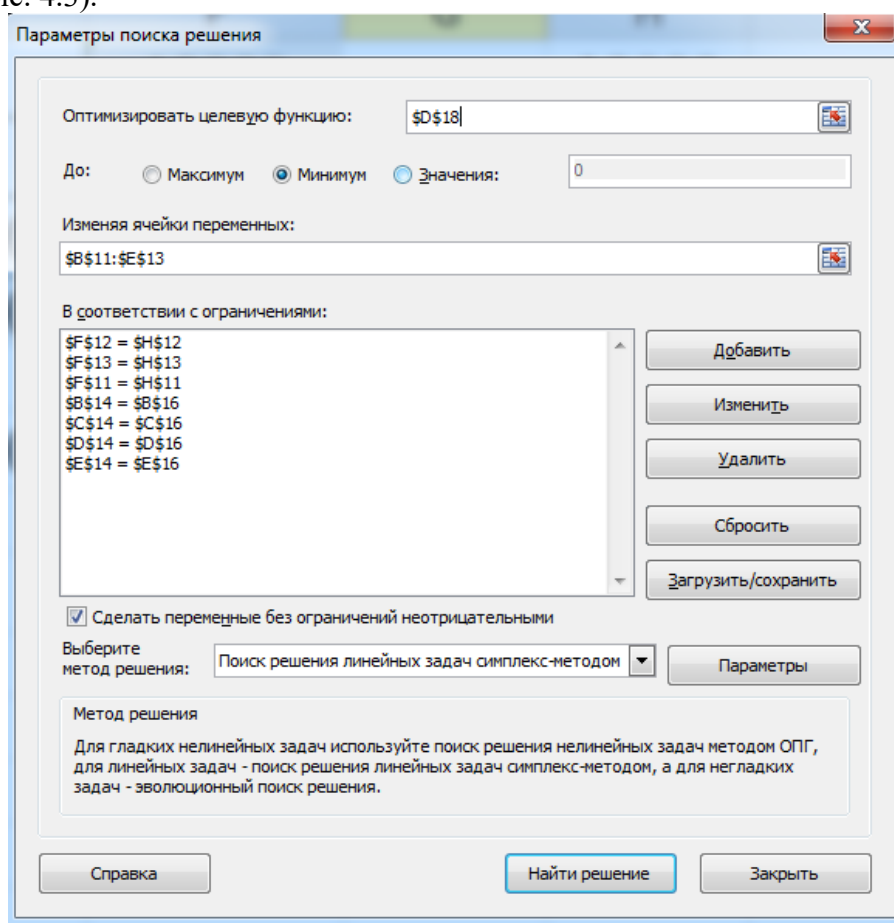 4.3).
Параметры поиска решения
Оптимизировать целевую функцию:
$D$18
До:
Максимум
Минимум
Значения:
0
Изменяя ячейки переменных:
$B$11:$E$13
В соответствии с ограничениями:
$F$12 = $H$12
$F$13 = $H$13
$F$11 = $H$11
$B$14 = $B$16
$C$14 = $C$16
$D$14 = $D$16
$E$14 = $E$16
Добавить
Изменить
Удалить
Сбросить
Загрузить/сохранить
Сделать переменные без ограничений неотрицательными
Выберите
метод решения:
Поиск решения линейных задач симплекс-методом
Параметры
Метод решения
Для гладких нелинейных задач используйте поиск решения нелинейных задач методом ОПГ,
для линейных задач - поиск решения линейных задач симплекс-методом, а для негладких
задач - эволюционный поиск решения.
Справка
Найти решение
Закрыть